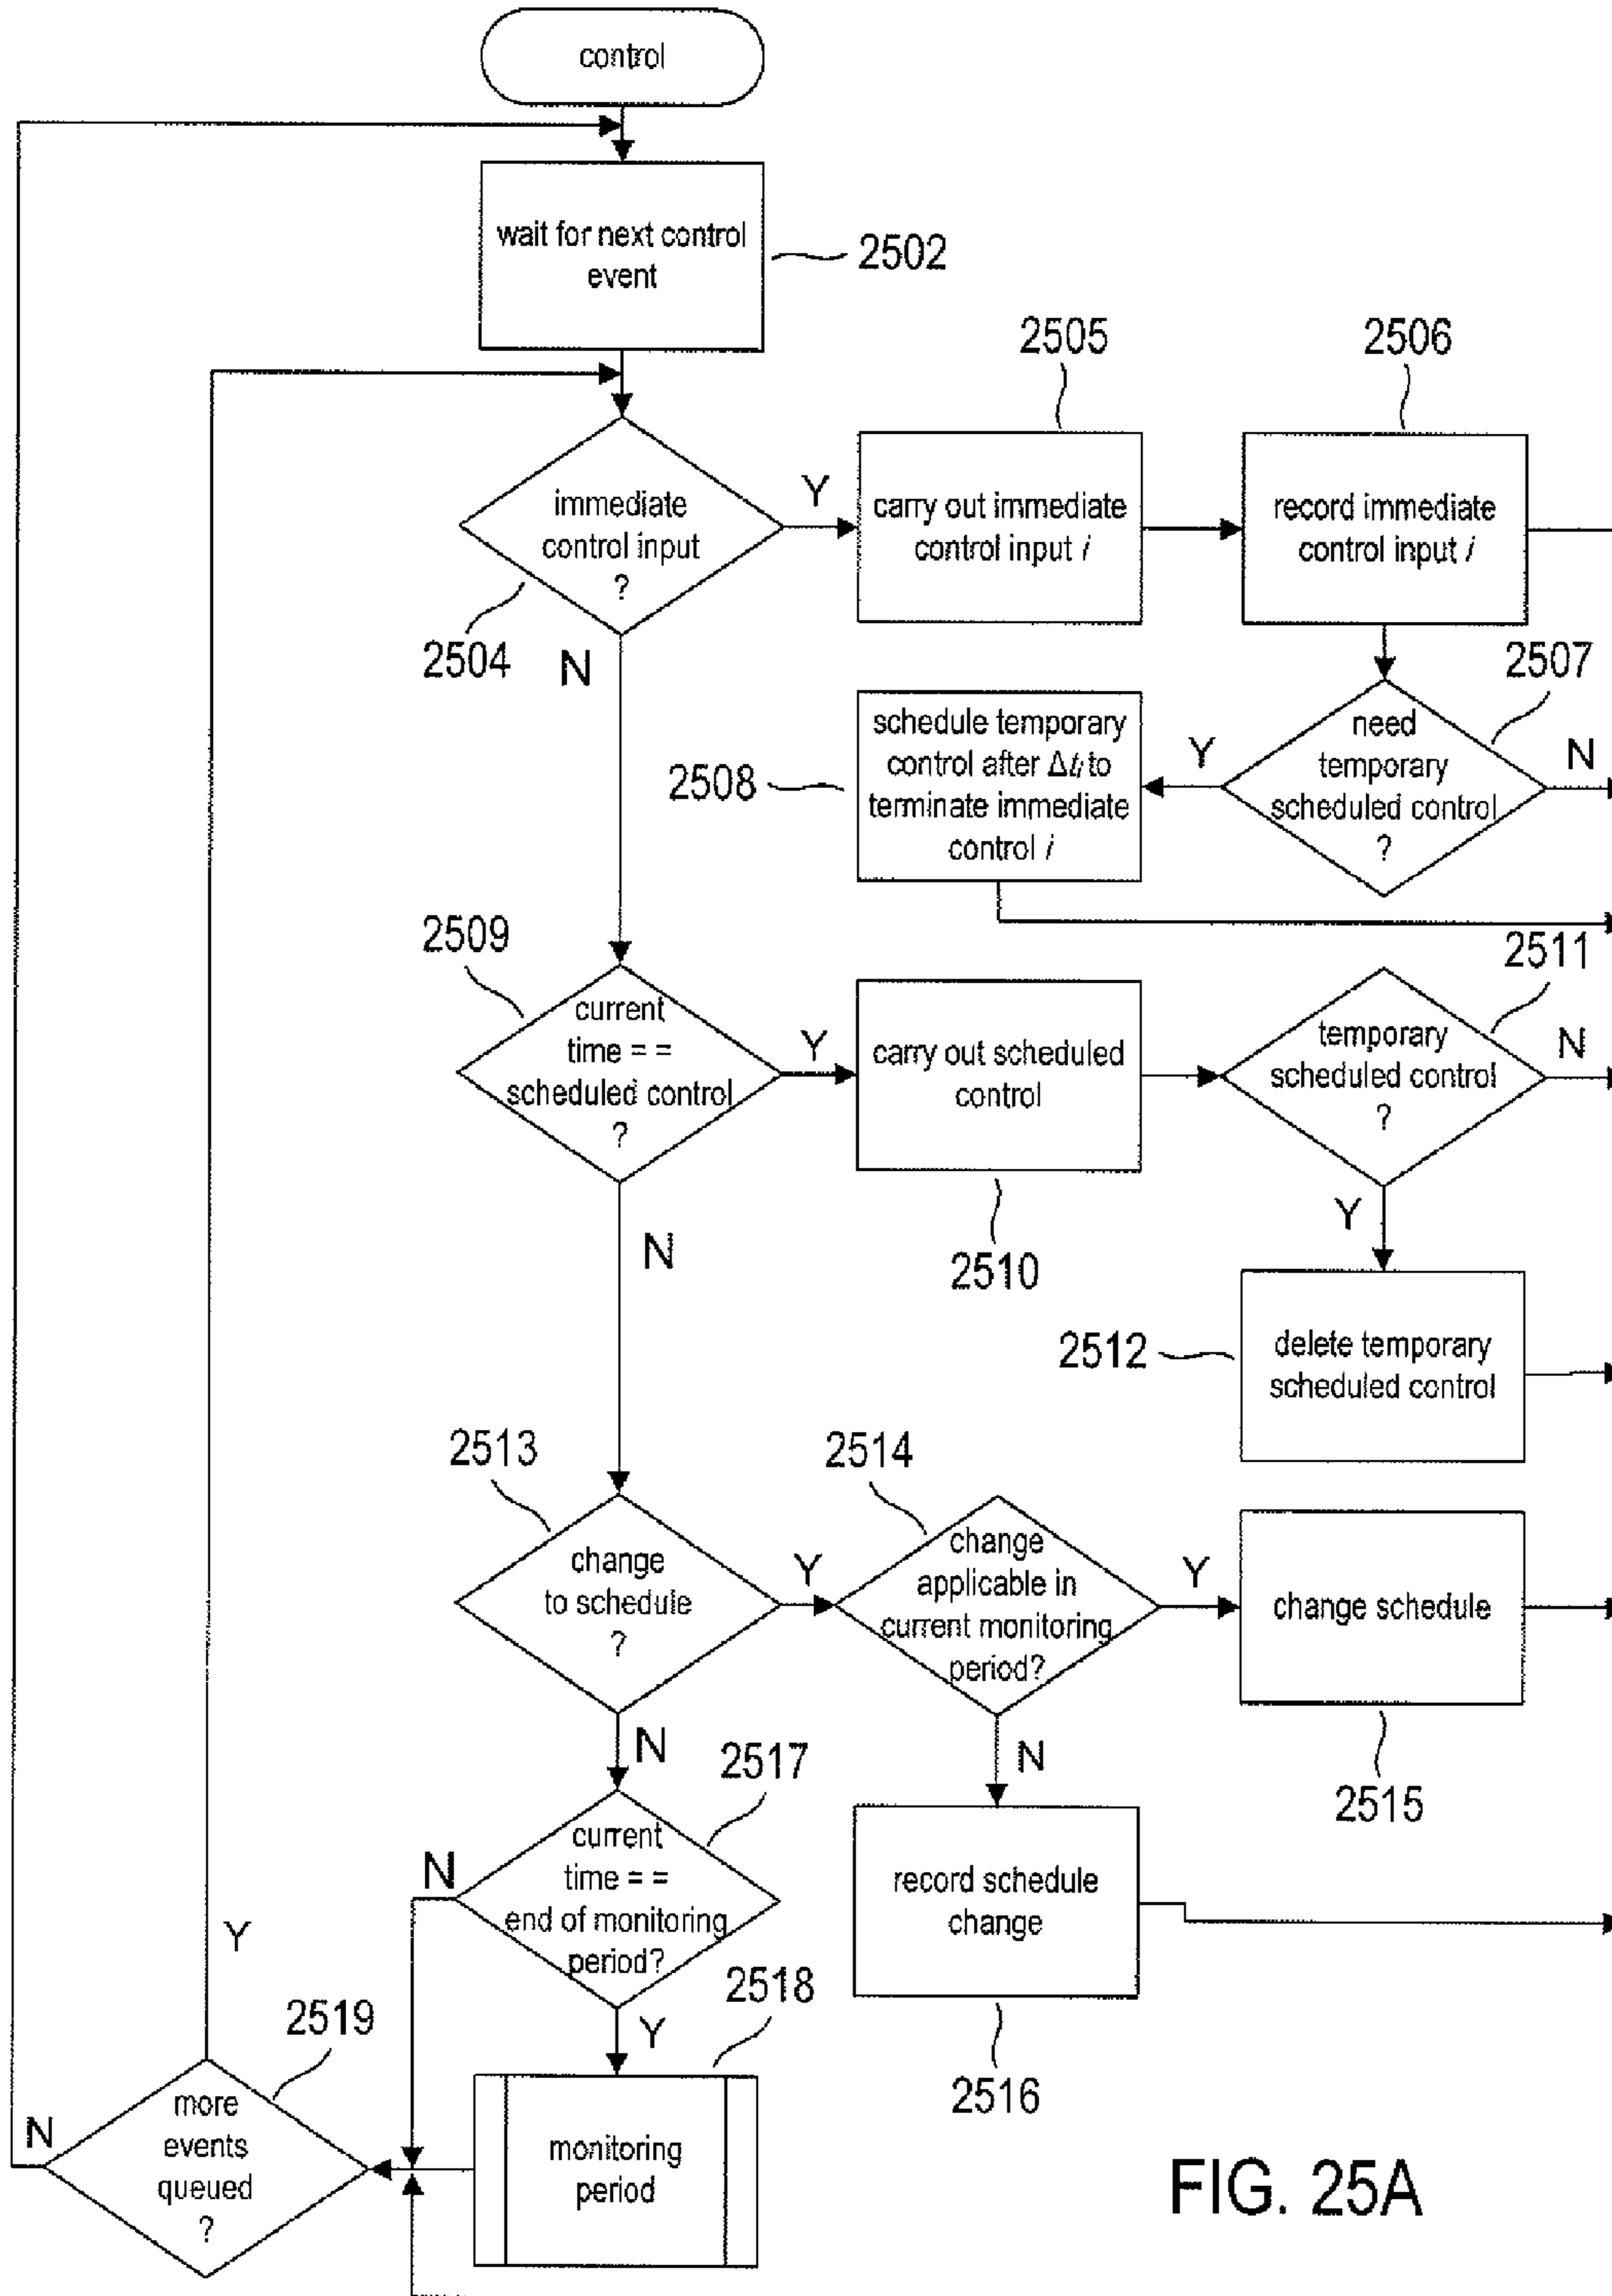 control
wait for next control
event
2502
2505
2506
immediate
control input
?
2504
Y
N
carry out immediate
control input i
record immediate
control input i
2507
need
temporary
scheduled control
?
Y
N
schedule temporary
control after Δti to
terminate immediate
control i
2508
2509
current
time = =
scheduled control
?
Y
N
carry out scheduled
control
2510
2511
temporary
scheduled control
?
N
Y
2512
delete temporary
scheduled control
2513
change
to schedule
?
Y
N
2514
change
applicable in
current monitoring
period?
Y
N
change schedule
2515
2517
current
time = =
end of monitoring
period?
N
Y
record schedule
change
2516
2518
monitoring
period
2519
more
events
queued
?
Y
N
FIG. 25A